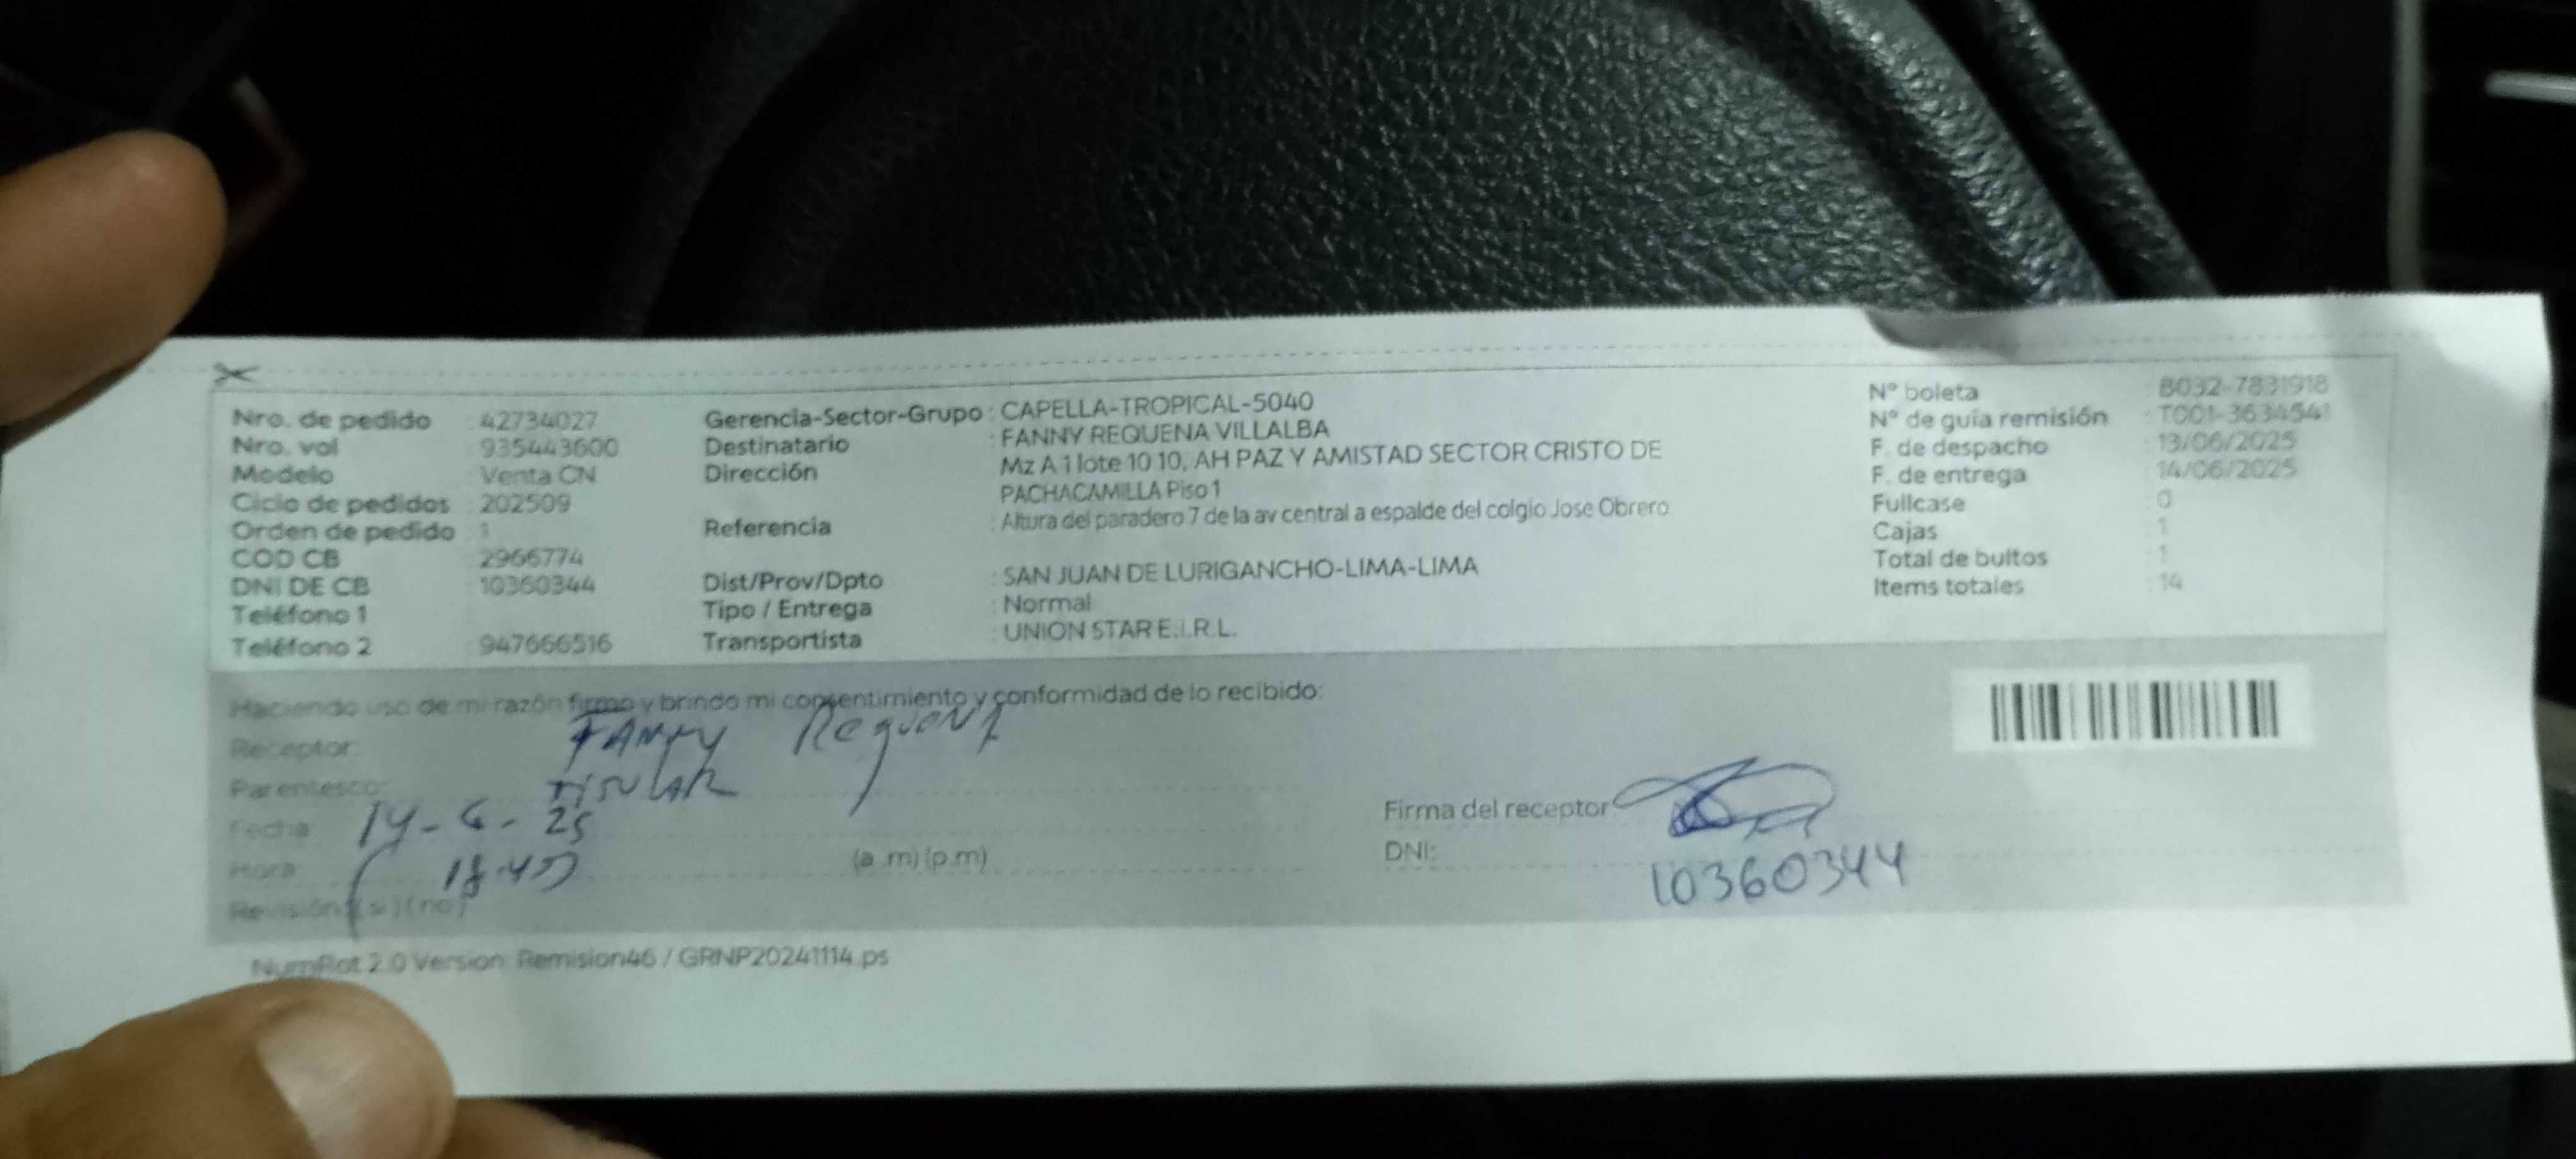 Nro. de pedido : 42734027
Nro. vol : 935443600
Modelo : Venta CN
Ciclo de pedidos : 202509
Orden de pedido : 1
COD CB : 2966774
DNI DE CB : 10360344
Teléfono 1 :
Teléfono 2 : 947666516
Gerencia-Sector-Grupo : CAPELLA-TROPICAL-5040
Destinatario : FANNY REQUENA VILLALBA
Dirección Mz A 1 lote 10 10, AH PAZ Y AMISTAD SECTOR CRISTO DE
PACHACAMILLA Piso 1
Referencia : Altura del paradero 7 de la av central a espalde del colgio Jose Obrero
Dist/Prov/Dpto : SAN JUAN DE LURIGANCHO-LIMA-LIMA
Tipo / Entrega : Normal
Transportista : UNION STAR E.I.R.L.
N° boleta : B032-7831918
N° de guía remisión : T001-3634541
F. de despacho : 13/06/2025
F. de entrega : 14/06/2025
Fullcase : 0
Cajas : 1
Total de bultos : 1
Items totales : 14
Haciendo uso de mi razón firmo y brindo mi consentimiento y conformidad de lo recibido:
Receptor: FANNY Requena
Parentesco: TITULAR
Fecha: 14-6-25
Hora: (a.m) (p.m)
Revisión: (si) (no)
Firma del receptor:
DNI: 10360344
NumRot 2.0 Version: Remision46 / GRNP20241114.ps